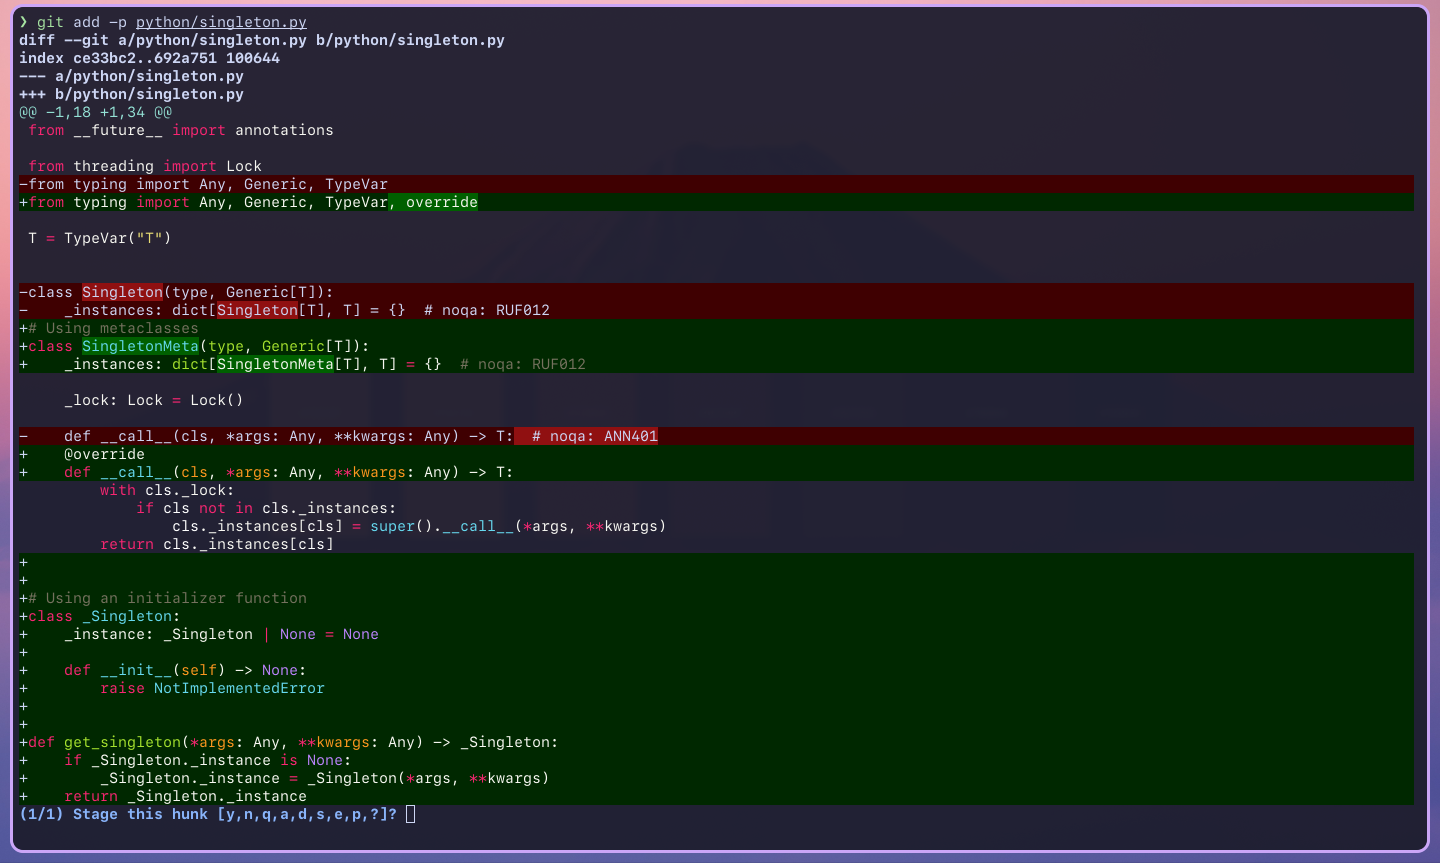 ❯ git add -p python/singleton.py
diff --git a/python/singleton.py b/python/singleton.py
index ce33bc2..692a751 100644
--- a/python/singleton.py
+++ b/python/singleton.py
@@ -1,18 +1,34 @@
 from __future__ import annotations

 from threading import Lock
-from typing import Any, Generic, TypeVar
+from typing import Any, Generic, TypeVar, override

 T = TypeVar("T")


-class Singleton(type, Generic[T]):
-    _instances: dict[Singleton[T], T] = {}  # noqa: RUF012
+# Using metaclasses
+class SingletonMeta(type, Generic[T]):
+    _instances: dict[SingletonMeta[T], T] = {}  # noqa: RUF012

     _lock: Lock = Lock()

-    def __call__(cls, *args: Any, **kwargs: Any) -> T:  # noqa: ANN401
+    @override
+    def __call__(cls, *args: Any, **kwargs: Any) -> T:
         with cls._lock:
             if cls not in cls._instances:
                 cls._instances[cls] = super().__call__(*args, **kwargs)
         return cls._instances[cls]
+
+
+# Using an initializer function
+class _Singleton:
+    _instance: _Singleton | None = None
+
+    def __init__(self) -> None:
+        raise NotImplementedError
+
+
+def get_singleton(*args: Any, **kwargs: Any) -> _Singleton:
+    if _Singleton._instance is None:
+        _Singleton._instance = _Singleton(*args, **kwargs)
+    return _Singleton._instance
(1/1) Stage this hunk [y,n,q,a,d,s,e,p,?]?